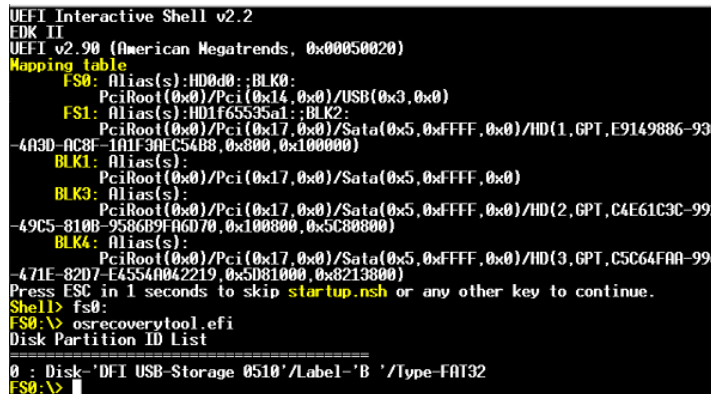 UEFI Interactive Shell v2.2
EDK II
UEFI v2.90 (American Megatrends, 0x00050020)
Mapping table
FS0: Alias(s):HD0d0:;BLK0:
PciRoot(0x0)/Pci(0x14,0x0)/USB(0x3,0x0)
FS1: Alias(s):HD1f65535a1:;BLK2:
PciRoot(0x0)/Pci(0x17,0x0)/Sata(0x5,0xFFFF,0x0)/HD(1,GPT,E9149886-93
-4A3D-AC8F-1A1F3AEC54B8,0x800,0x100000)
BLK1: Alias(s):
PciRoot(0x0)/Pci(0x17,0x0)/Sata(0x5,0xFFFF,0x0)
BLK3: Alias(s):
PciRoot(0x0)/Pci(0x17,0x0)/Sata(0x5,0xFFFF,0x0)/HD(2,GPT,C4E61C3C-99
-49C5-810B-9586B9FA6D70,0x100800,0x5C80800)
BLK4: Alias(s):
PciRoot(0x0)/Pci(0x17,0x0)/Sata(0x5,0xFFFF,0x0)/HD(3,GPT,C5C64FAA-99
-471E-82D7-E4554A042219,0x5D81000,0x8213800)
Press ESC in 1 seconds to skip startup.nsh or any other key to continue.
Shell> fs0:
FS0:\> osrecoverytool.efi
Disk Partition ID List
=========================================
0 : Disk-'DFI USB-Storage 0510'/Label-'B '/Type-FAT32
FS0:\>